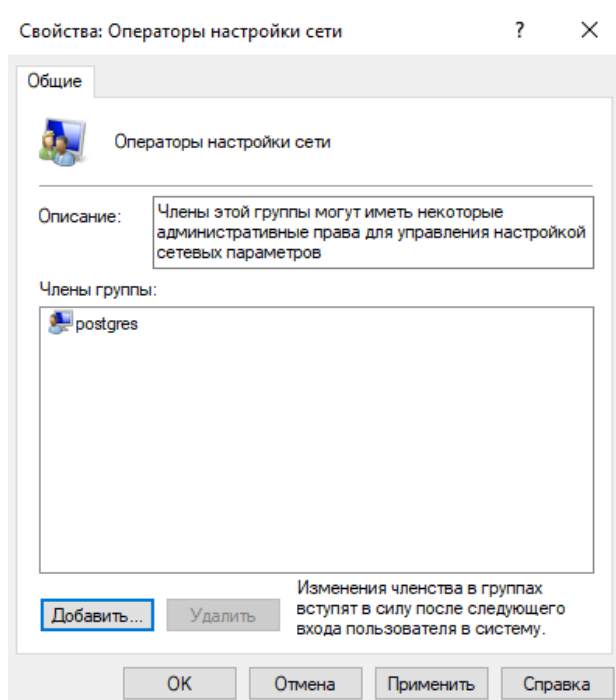 Свойства: Операторы настройки сети
Общие
Операторы настройки сети
Описание:
Члены этой группы могут иметь некоторые
административные права для управления настройкой
сетевых параметров
Члены группы:
postgres
Добавить...
Удалить
Изменения членства в группах
вступят в силу после следующего
входа пользователя в систему.
ОК
Отмена
Применить
Справка